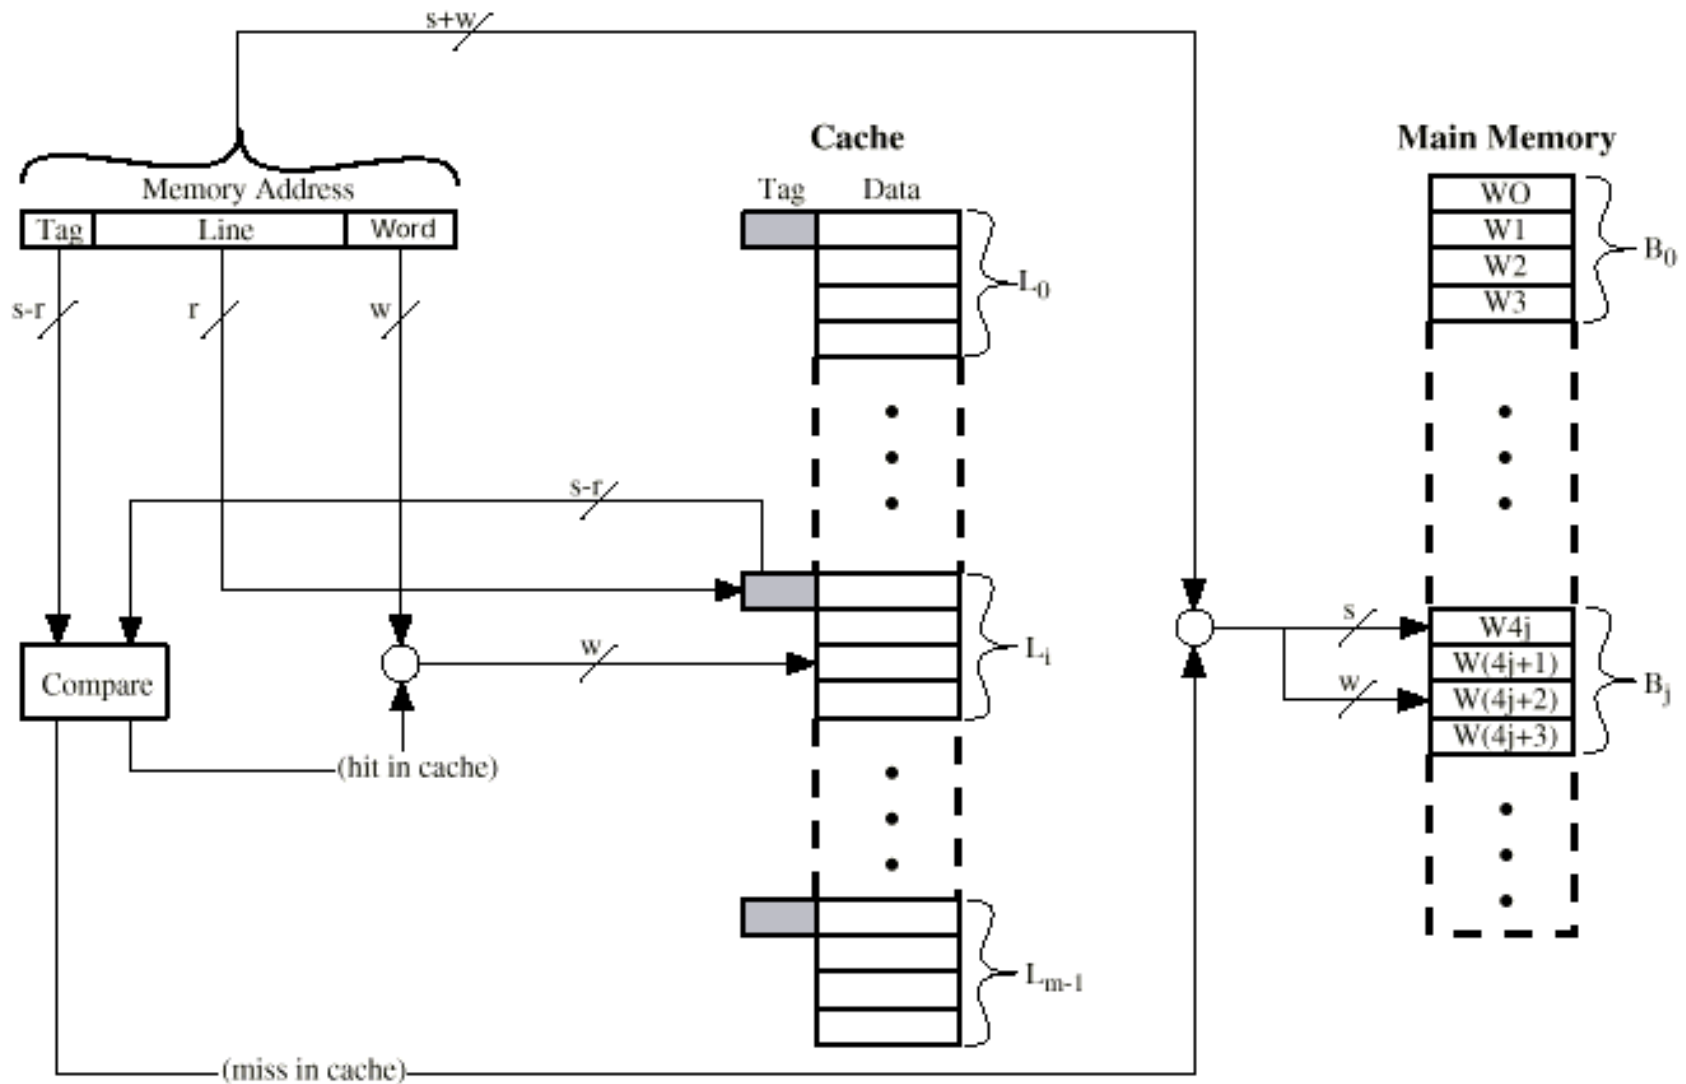 s+w
Cache
Main Memory
Memory Address
Tag Data
Tag Line Word
WO
W1
W2
W3
B0
L0
s-r
r
w
s-r
Compare
w
(hit in cache)
Li
s
w
W4j
W(4j+1)
W(4j+2)
W(4j+3)
Bj
Lm-1
(miss in cache)